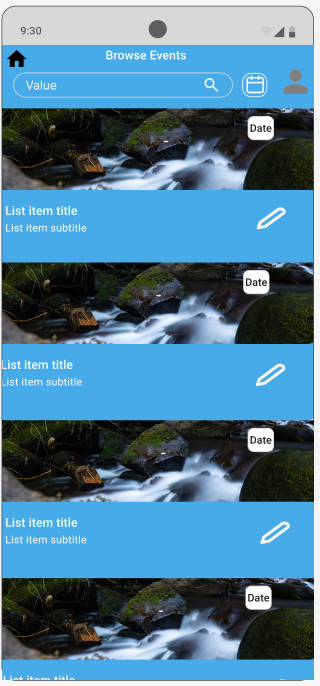 9:30
Browse Events
Value
Date
List item title
List item subtitle
Date
List item title
List item subtitle
Date
List item title
List item subtitle
Date
List item title